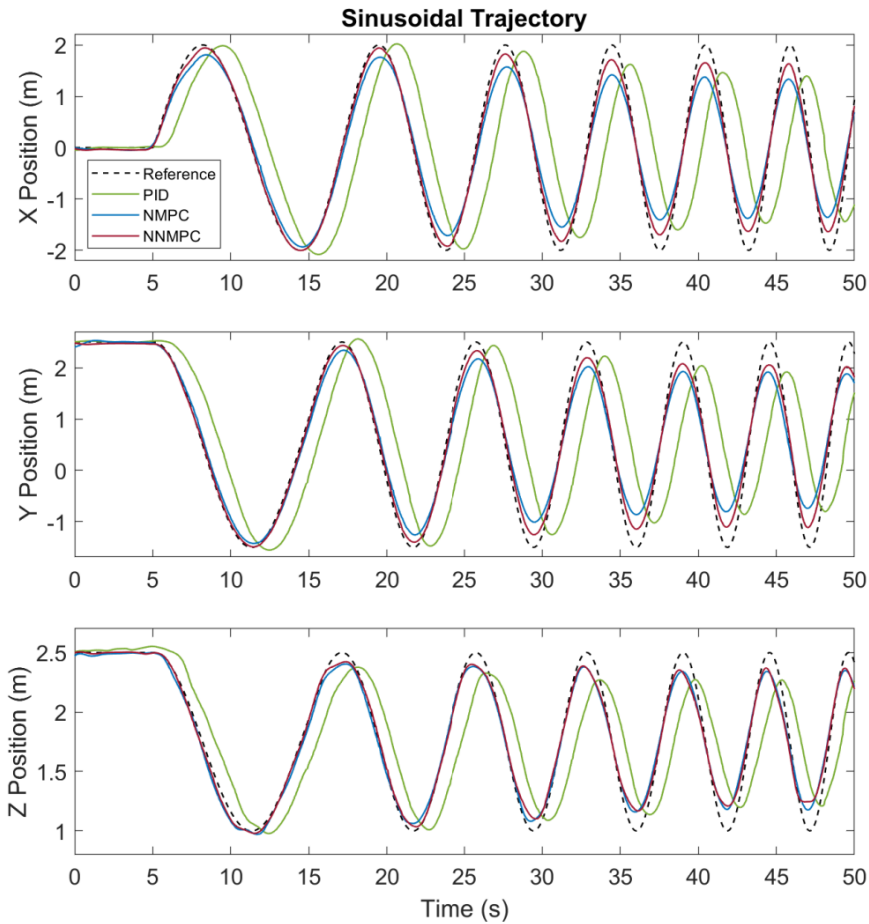 Sinusoidal Trajectory
X Position (m)
2
1
0
-1
-2
Reference
PID
NMPC
NNMPC
0 5 10 15 20 25 30 35 40 45 50
Y Position (m)
2
1
0
-1
0 5 10 15 20 25 30 35 40 45 50
Z Position (m)
2.5
2
1.5
1
0 5 10 15 20 25 30 35 40 45 50
Time (s)